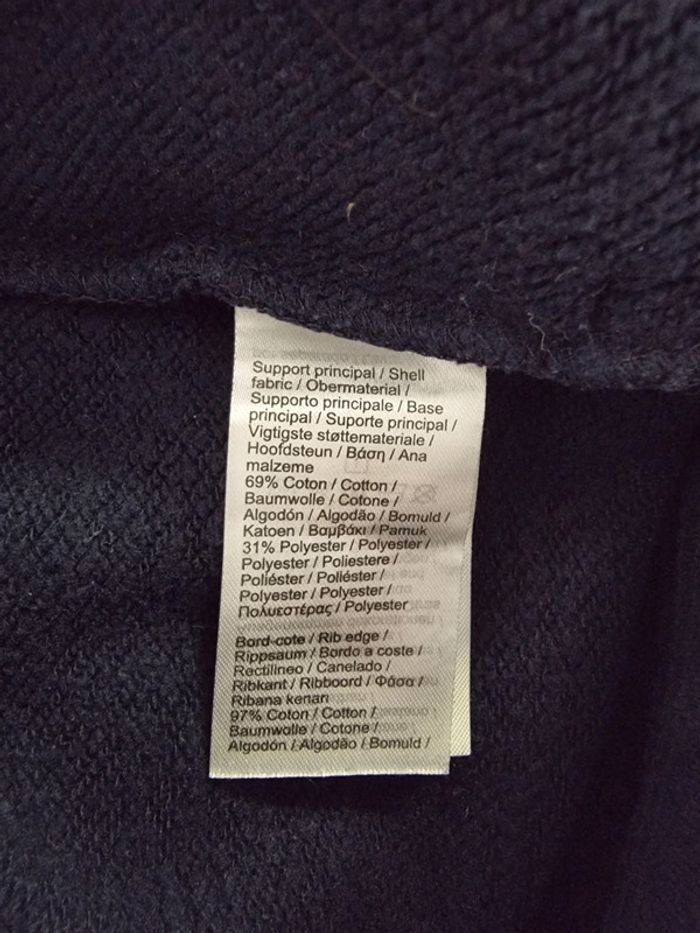 Support principal / Shell
fabric / Obermaterial /
Supporto principale / Base
principal / Suporte principal /
Vigtigste støttemateriale /
Hoofdsteun / Βάση / Ana
malzeme
69% Coton / Cotton /
Baumwolle / Cotone /
Algodón / Algodão / Bomuld /
Katoen / Βαμβάκι / Pamuk
31% Polyester / Polyester /
Polyester / Poliestere /
Poliéster / Poliéster /
Polyester / Polyester /
Πολυεστέρας / Polyester
Bord-cote / Rib edge /
Rippsaum / Bordo a coste /
Rectilineo / Canelado /
Ribkant / Ribboord / Φάσα /
Ribana kenarı
97% Coton / Cotton /
Baumwolle / Cotone /
Algodón / Algodão / Bomuld /